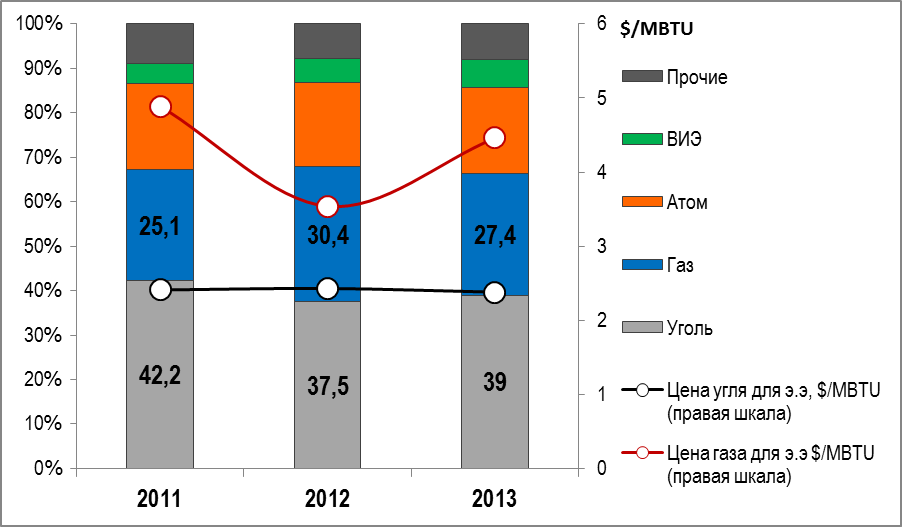 100%
90%
80%
70%
60%
50%
40%
30%
20%
10%
0%
25,1
30,4
27,4
42,2
37,5
39
2011
2012
2013
6
5
4
3
2
1
0
$/MBTU
Прочие
ВИЭ
Атом
Газ
Уголь
Цена угля для э.э, $/MBTU
(правая шкала)
Цена газа для э.э $/MBTU
(правая шкала)